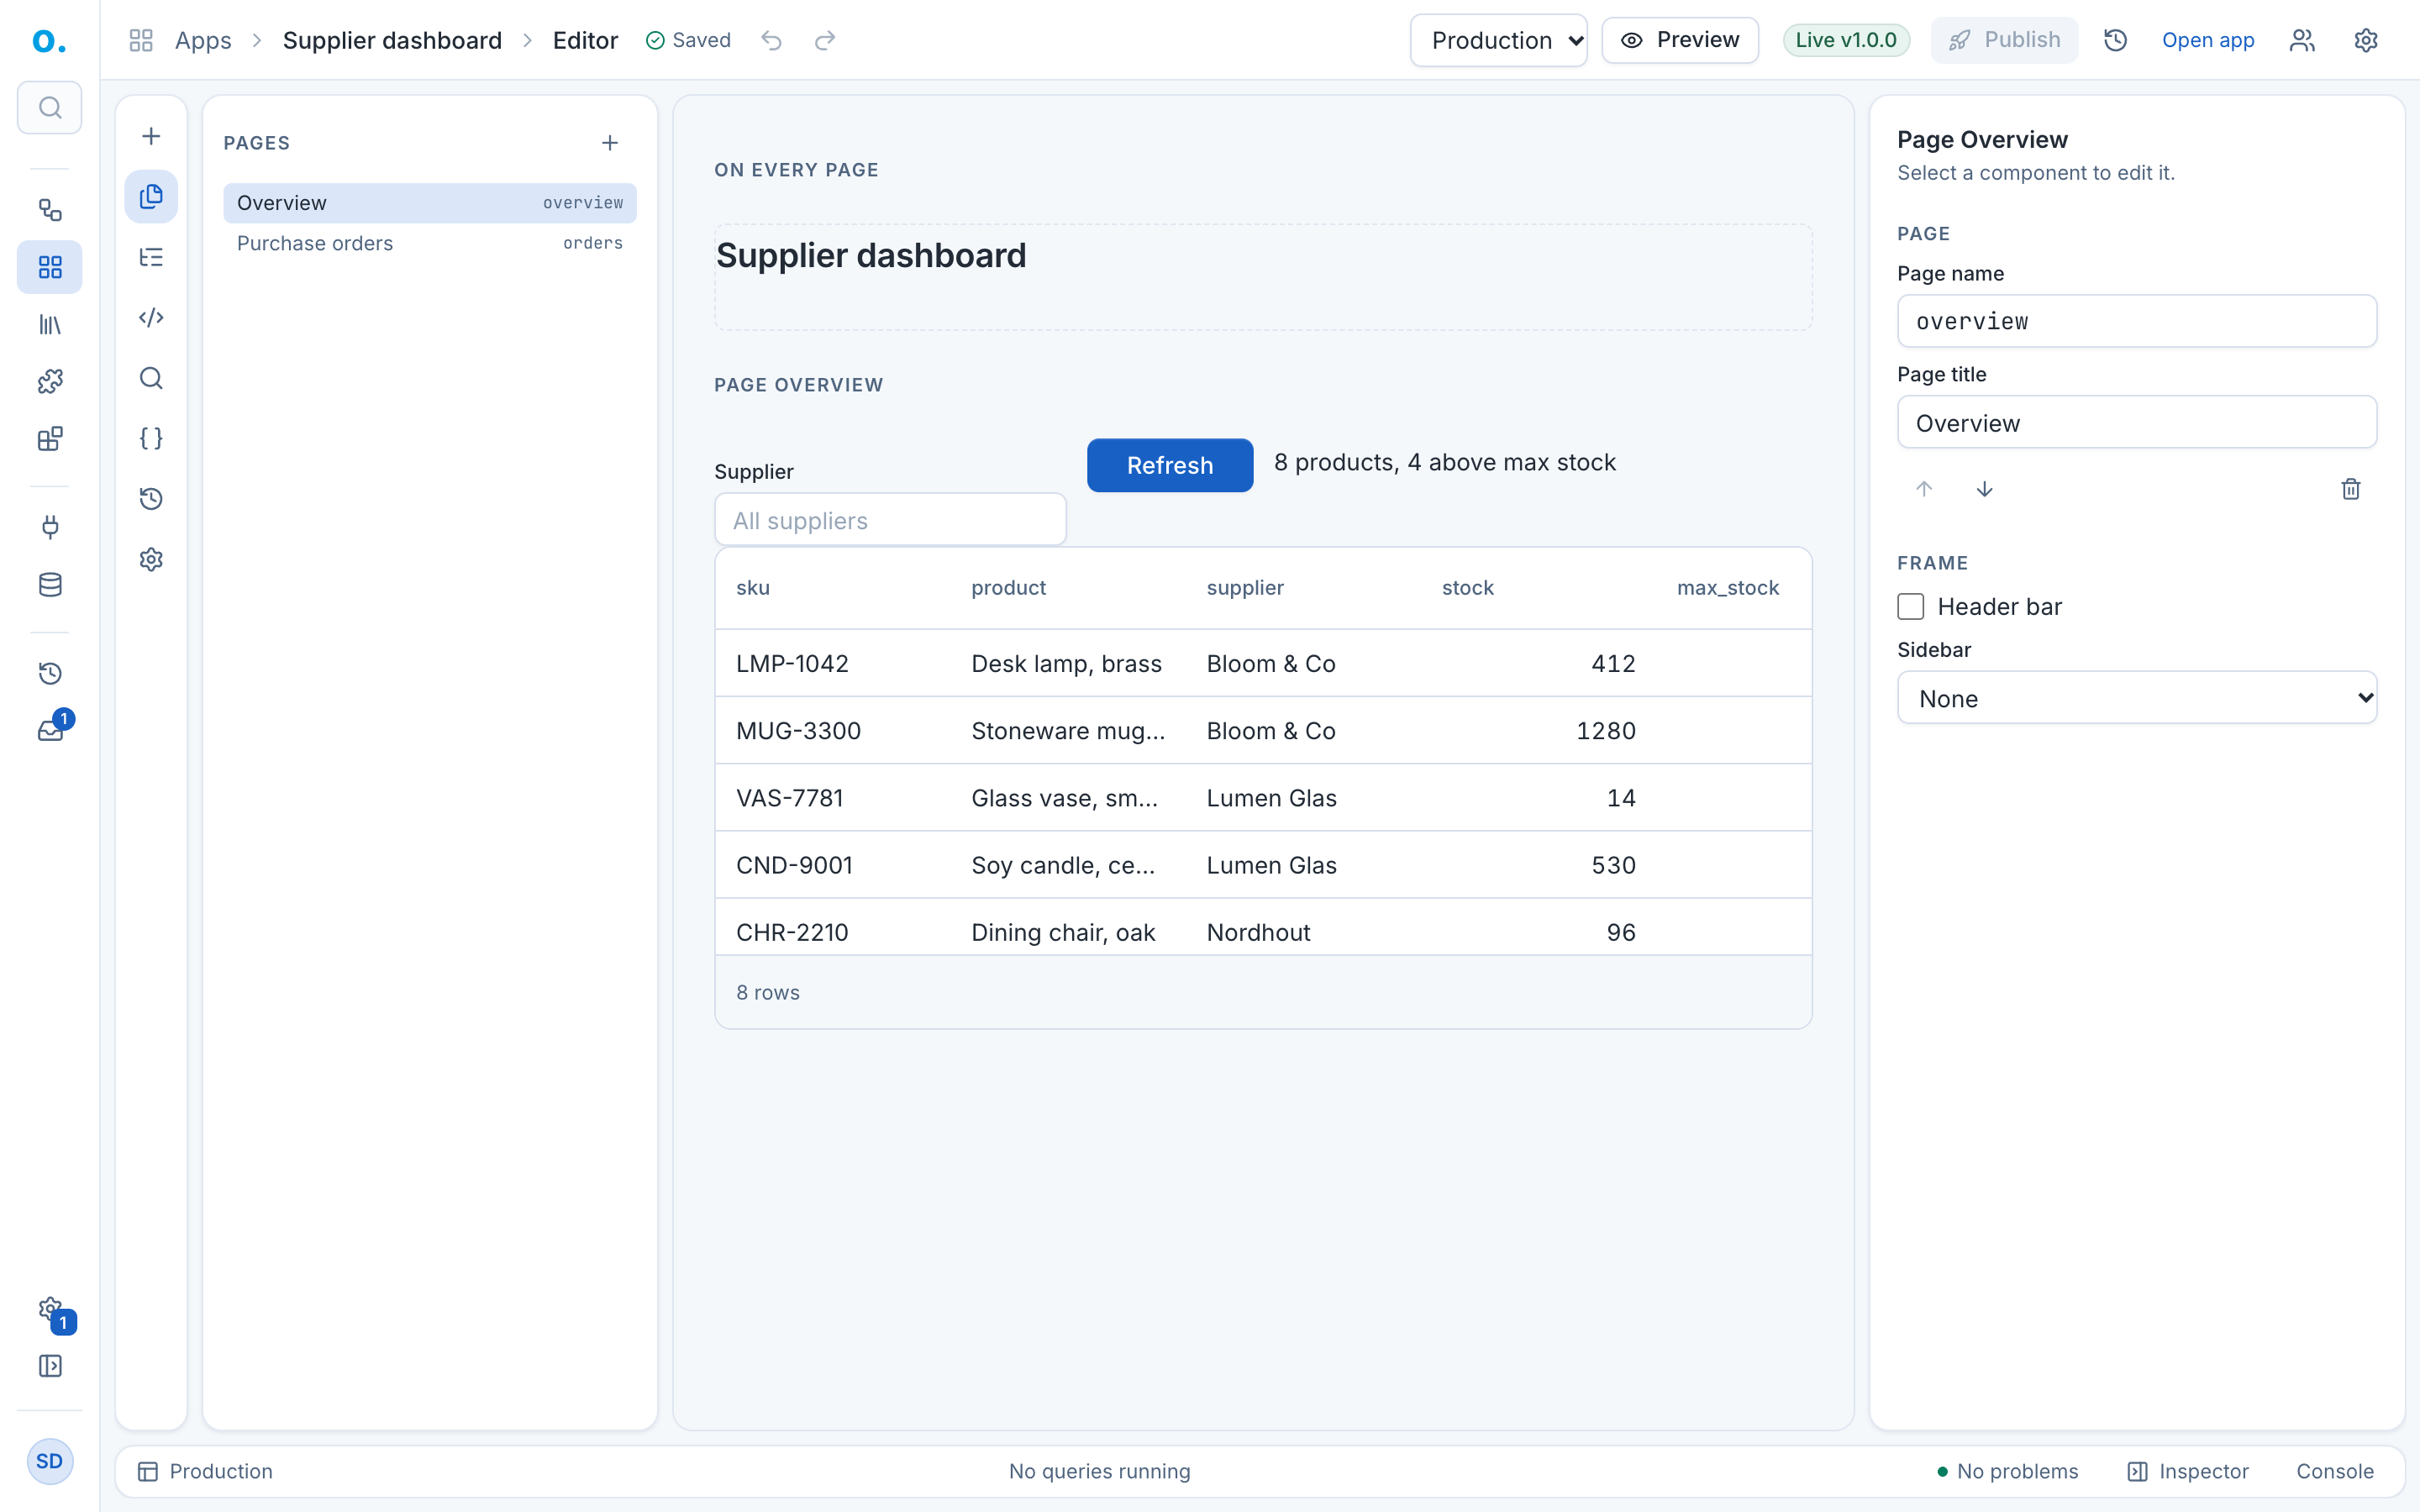 o.
Apps > Supplier dashboard > Editor Saved
Production Preview Live v1.0.0 Publish Open app
PAGES
Overview overview
Purchase orders orders
ON EVERY PAGE
Supplier dashboard
PAGE OVERVIEW
Supplier
All suppliers
Refresh
8 products, 4 above max stock
sku product supplier stock max_stock
LMP-1042 Desk lamp, brass Bloom & Co 412
MUG-3300 Stoneware mug... Bloom & Co 1280
VAS-7781 Glass vase, sm... Lumen Glas 14
CND-9001 Soy candle, ce... Lumen Glas 530
CHR-2210 Dining chair, oak Nordhout 96
8 rows
Page Overview
Select a component to edit it.
PAGE
Page name
overview
Page title
Overview
FRAME
Header bar
Sidebar
None
1
1
SD
Production No queries running No problems Inspector Console